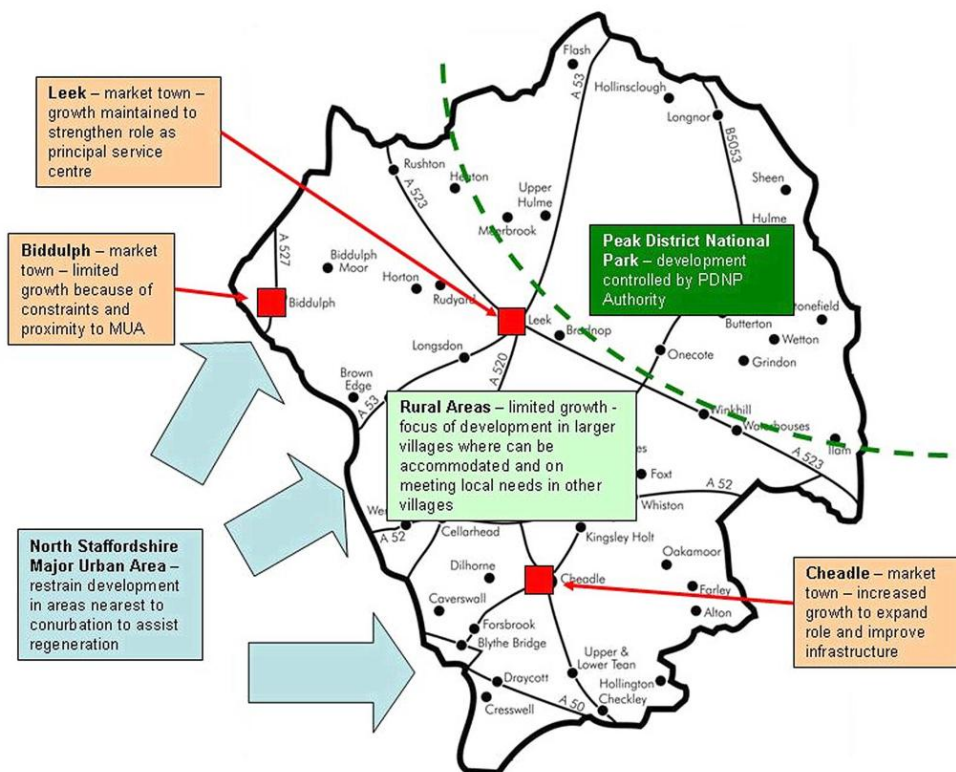 Leek – market town –
growth maintained to
strengthen role as
principal service
centre
Biddulph – market
town – limited
growth because of
constraints and
proximity to MUA
North Staffordshire
Major Urban Area –
restrain development
in areas nearest to
conurbation to assist
regeneration
Peak District National
Park – development
controlled by PDNP
Authority
Rural Areas – limited growth -
focus of development in larger
villages where can be
accommodated and on
meeting local needs in other
villages
Cheadle – market
town – increased
growth to expand
role and improve
infrastructure
Flash
A 53
Hollinsclough
Longnor
B5053
Rushton
Heaton
A 523
Upper
Hulme
Meerbrook
Sheen
Hulme
A 527
Biddulph
Moor
Biddulph
Horton
Rudyard
Leek
Bradnop
Butterton
Wetton
Onecote
Grindon
Longsdon
A 520
Brown
Edge
A 53
Winkhill
Waterhouses
Ilam
A 523
Foxt
A 52
Whiston
A 52
Cellarhead
Kingsley Holt
Oakamoor
Dilhorne
Cheadle
Farley
Alton
Caverswall
Forsbrook
Blythe Bridge
Upper &
Lower Tean
Draycott
Hollington
Checkley
Cresswell
A 50